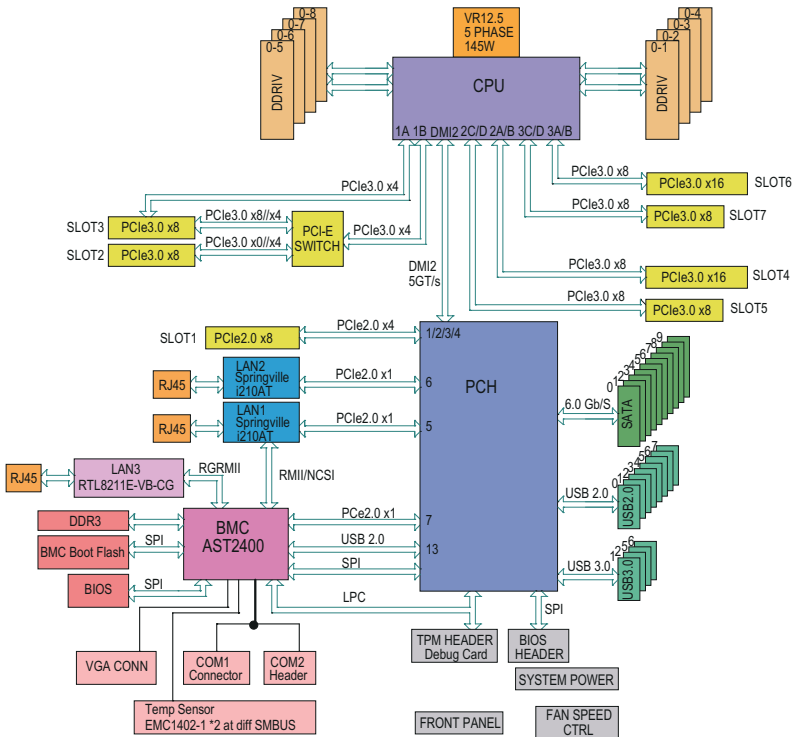 VR12.5
5 PHASE
145W
0-8
0-7
0-6
0-5
DDRIV
0-4
0-3
0-2
0-1
DDRIV
CPU
1A 1B DMI2 2C/D 2A/B 3C/D 3A/B
PCIe3.0 x4
PCIe3.0 x8
PCIe3.0 x16
SLOT6
PCIe3.0 x8
PCIe3.0 x8
SLOT7
SLOT3
PCIe3.0 x8
PCIe3.0 x8//x4
PCI-E
SWITCH
PCIe3.0 x4
SLOT2
PCIe3.0 x8
PCIe3.0 x0//x4
DMI2
5GT/s
PCIe3.0 x8
PCIe3.0 x16
SLOT4
PCIe3.0 x8
PCIe3.0 x8
SLOT5
SLOT1
PCIe2.0 x8
PCIe2.0 x4
1/2/3/4
PCH
RJ45
LAN2
Springville
i210AT
PCIe2.0 x1
6
RJ45
LAN1
Springville
i210AT
PCIe2.0 x1
5
6.0 Gb/S
SATA
0123456789
RJ45
LAN3
RTL8211E-VB-CG
RGRMII
RMII/NCSI
USB 2.0
USB2.0
01234567
DDR3
BMC
AST2400
PCe2.0 x1
7
BMC Boot Flash
SPI
USB 2.0
13
SPI
USB 3.0
USB3.0
1256
BIOS
SPI
LPC
SPI
VGA CONN
COM1
Connector
COM2
Header
TPM HEADER
Debug Card
BIOS
HEADER
SYSTEM POWER
Temp Sensor
EMC1402-1 *2 at diff SMBUS
FRONT PANEL
FAN SPEED
CTRL